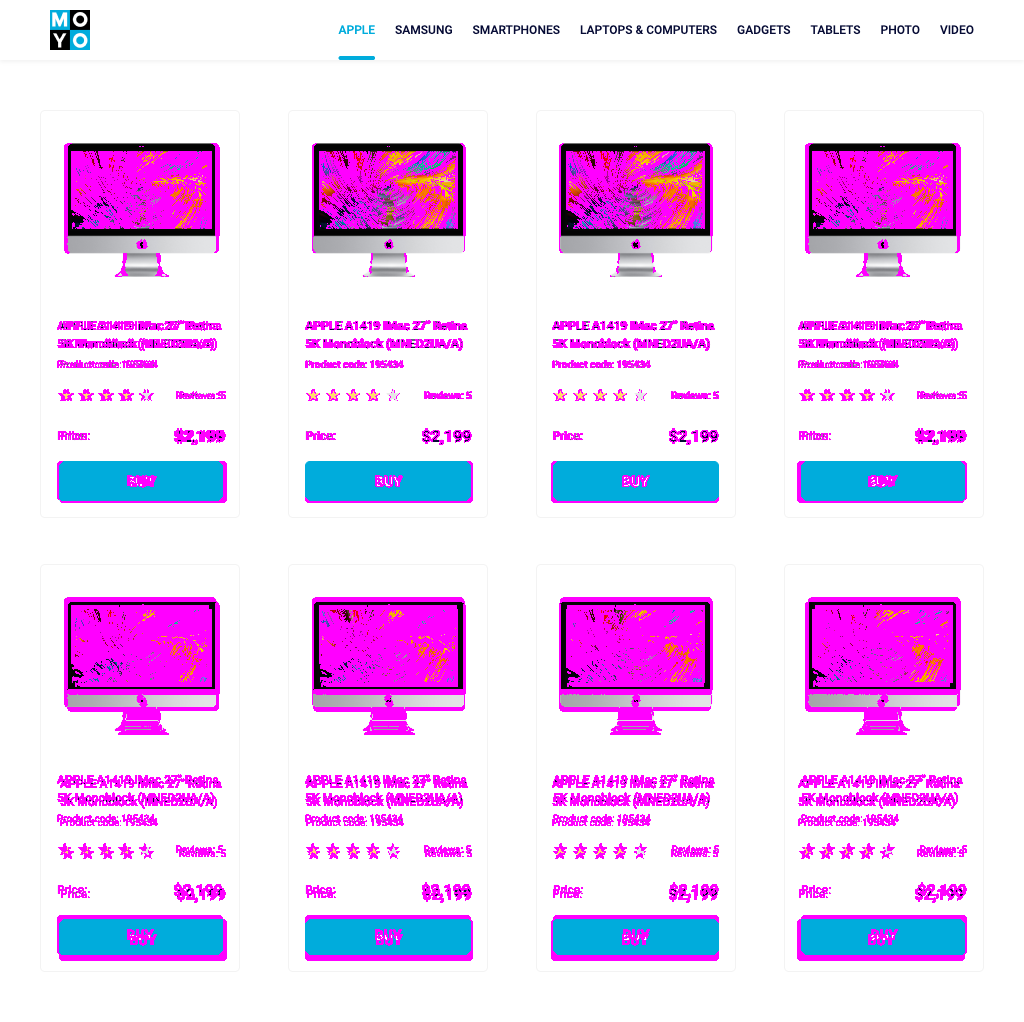 MO
YO
APPLE SAMSUNG SMARTPHONES LAPTOPS & COMPUTERS GADGETS TABLETS PHOTO VIDEO
APPLE A1419 iMac 27" Retina APPLE A1419 iMac 27" Retina APPLE A1419 iMac 27" Retina APPLE A1419 iMac 27" Retina
5K Monoblock (MNED2UA/A) 5K Monoblock (MNED2UA/A) 5K Monoblock (MNED2UA/A) 5K Monoblock (MNED2UA/A)
Product code: 195434 Product code: 195434 Product code: 195434 Product code: 195434
Reviews: 5 Reviews: 5 Reviews: 5 Reviews: 5
Price: $2,199 Price: $2,199 Price: $2,199 Price: $2,199
BUY BUY BUY BUY
APPLE A1419 iMac 27" Retina APPLE A1419 iMac 27" Retina APPLE A1419 iMac 27" Retina APPLE A1419 iMac 27" Retina
5K Monoblock (MNED2UA/A) 5K Monoblock (MNED2UA/A) 5K Monoblock (MNED2UA/A) 5K Monoblock (MNED2UA/A)
Product code: 195434 Product code: 195434 Product code: 195434 Product code: 195434
Reviews: 5 Reviews: 5 Reviews: 5 Reviews: 5
Price: $2,199 Price: $2,199 Price: $2,199 Price: $2,199
BUY BUY BUY BUY